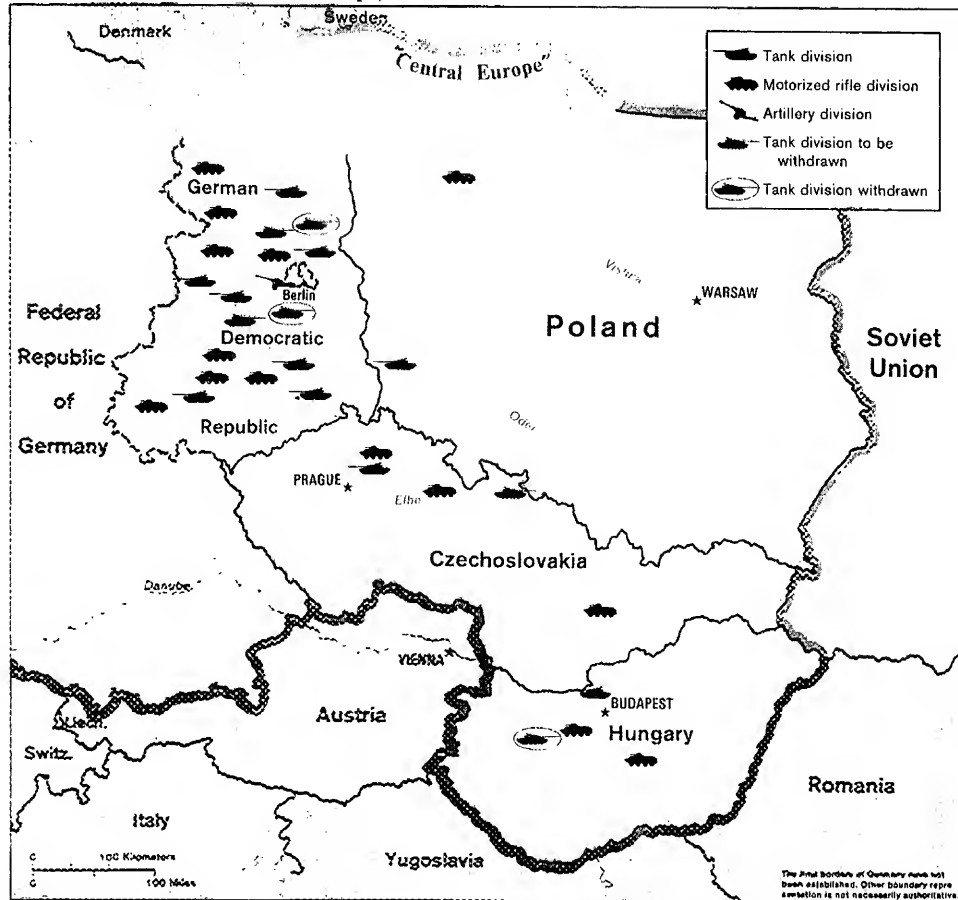 Sweden
Denmark
"Central Europe"
Tank division
Motorized rifle division
Artillery division
Tank division to be
withdrawn
Tank division withdrawn
German
Berlin
Democratic
Republic
Federal
Republic
of
Germany
Vistula
WARSAW
Poland
Soviet
Union
Oder
PRAGUE
Elbe
Czechoslovakia
Danube
VIENNA
BUDAPEST
Hungary
Austria
Liech.
Switz.
Italy
Yugoslavia
Romania
100 Kilometers
100 Miles
The final borders of Germany have not
been established. Other boundary repre
sentation is not necessarily authoritative.